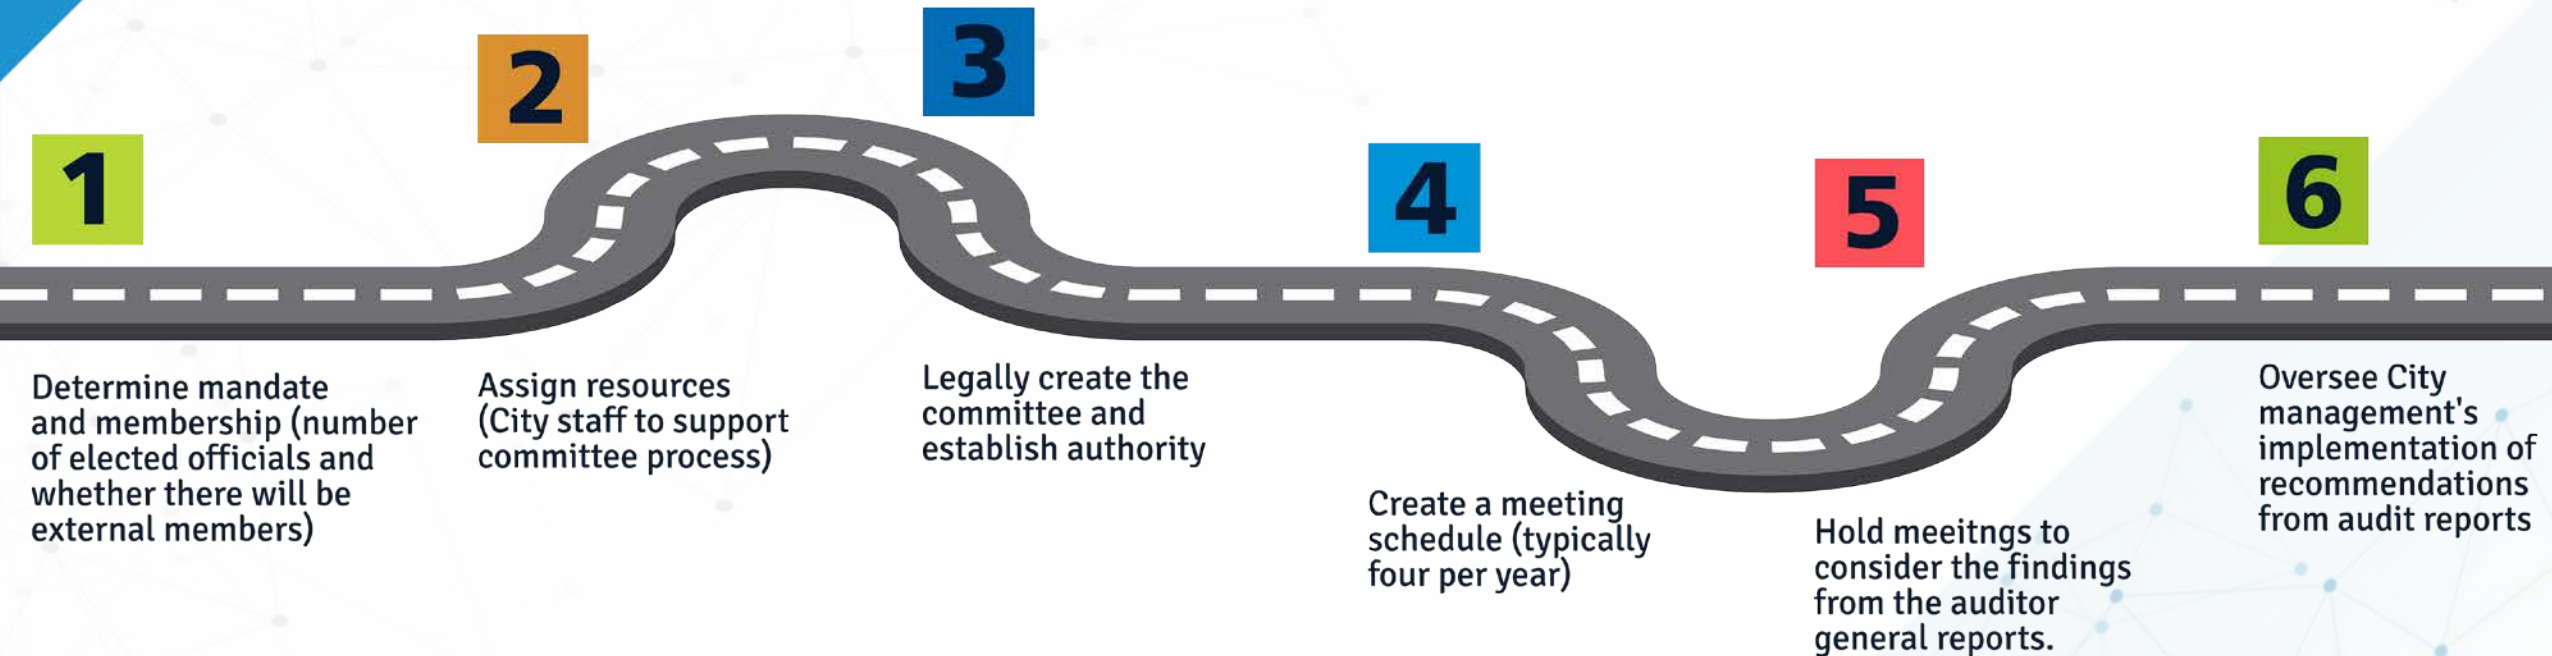 1
Determine mandate
and membership (number
of elected officials and
whether there will be
external members)
2
Assign resources
(City staff to support
committee process)
3
Legally create the
committee and
establish authority
4
Create a meeting
schedule (typically
four per year)
5
Hold meeitngs to
consider the findings
from the auditor
general reports.
6
Oversee City
management's
implementation of
recommendations
from audit reports